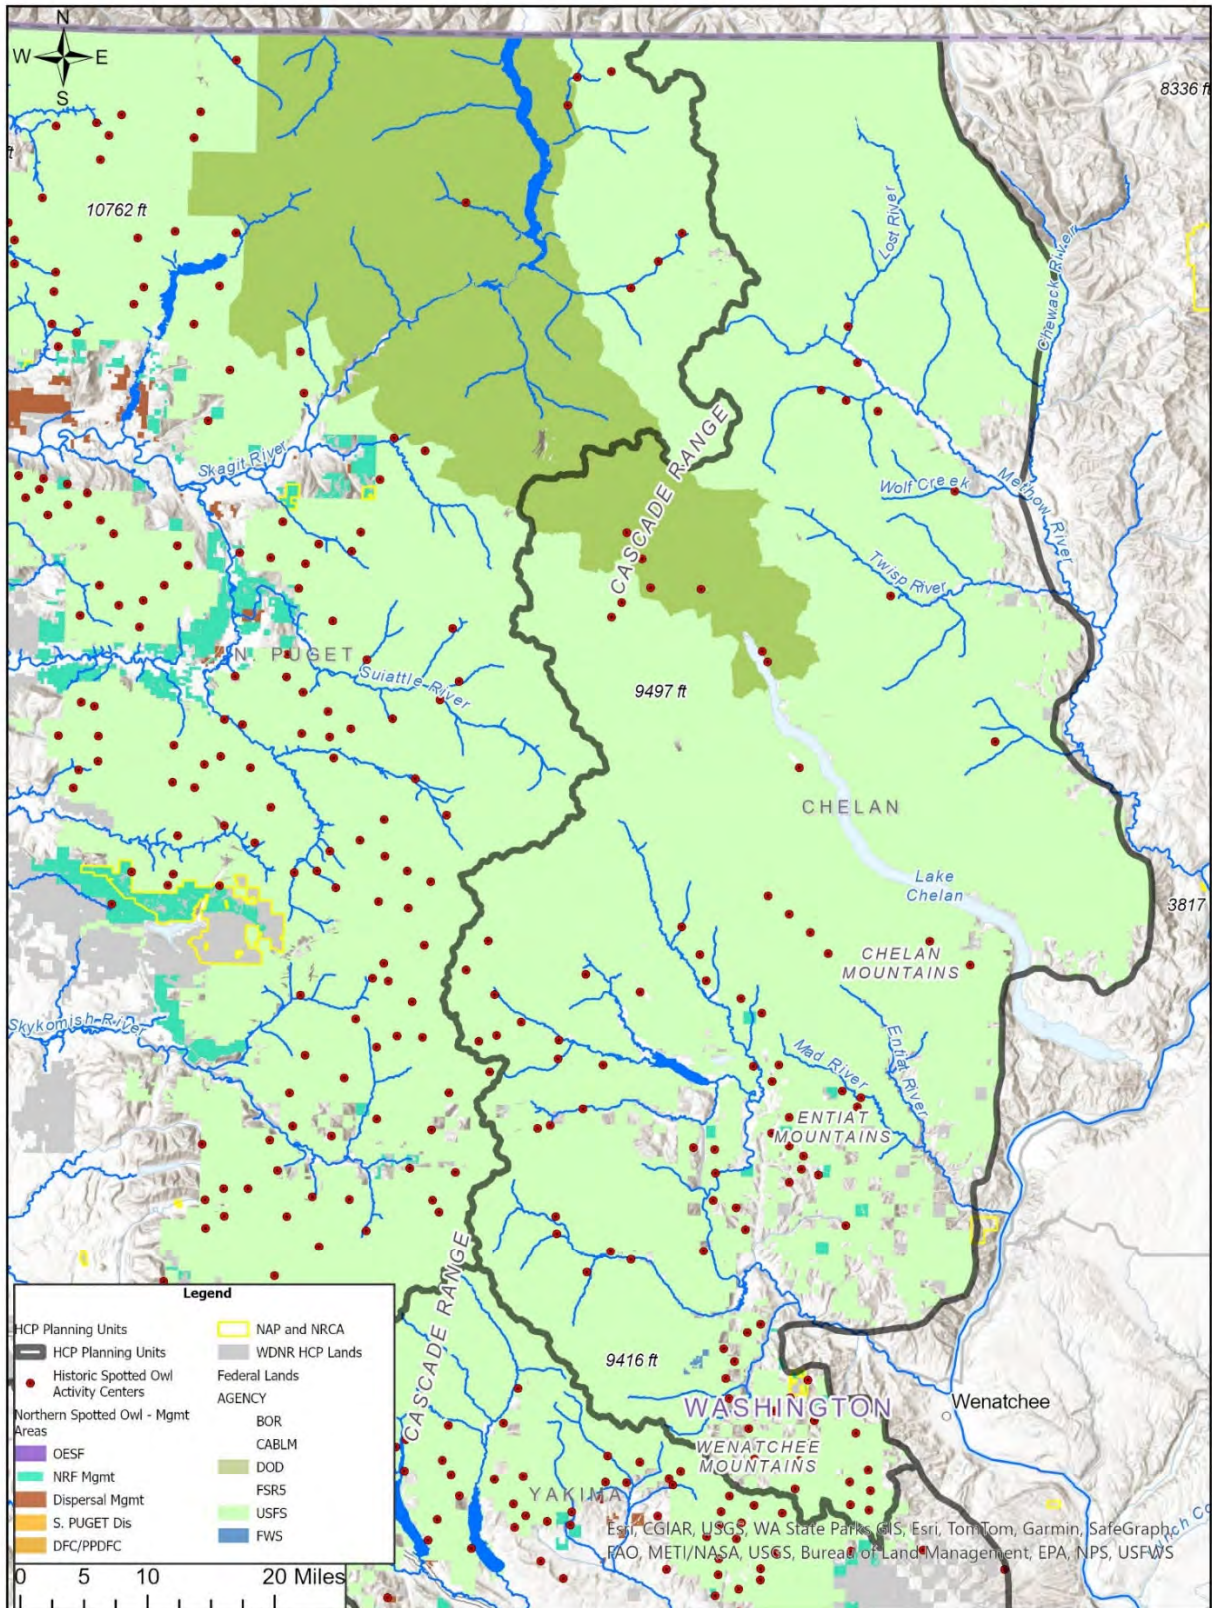 N
W
E
S
8336 ft
10762 ft
Lost River
Chewack River
CASCADE RANGE
Skagit River
Wolf Creek
Methow River
Twisp River
N. PUGET
Suiattle River
9497 ft
CHELAN
Lake
Chelan
3817
CHELAN
MOUNTAINS
Skykomish River
Mad River
Entiat River
ENTIAT
MOUNTAINS
CASCADE RANGE
9416 ft
Wenatchee
WASHINGTON
WENATCHEE
MOUNTAINS
YAKIMA
Legend
HCP Planning Units
HCP Planning Units
Historic Spotted Owl
Activity Centers
Northern Spotted Owl - Mgmt
Areas
OESF
NRF Mgmt
Dispersal Mgmt
S. PUGET Dis
DFC/PPDFC
NAP and NRCA
WDNR HCP Lands
Federal Lands
AGENCY
BOR
CABLM
DOD
FSR5
USFS
FWS
Esri, CGIAR, USGS, WA State Parks GIS, Esri, TomTom, Garmin, SafeGraph,
FAO, METI/NASA, USGS, Bureau of Land Management, EPA, NPS, USFWS
0 5 10 20 Miles